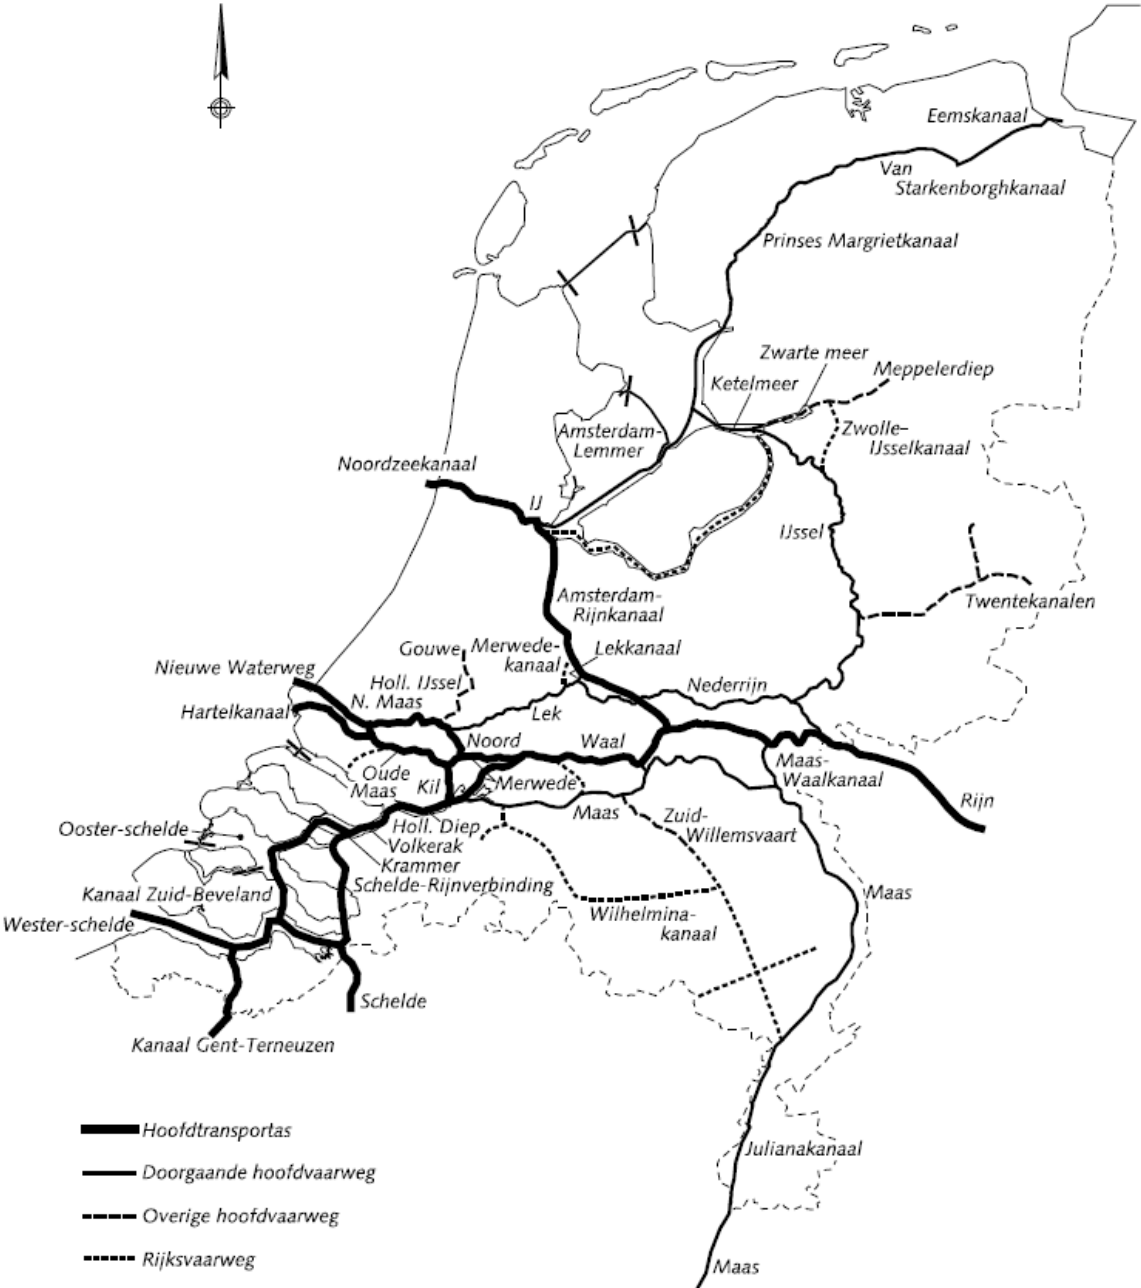 Eemskanaal
Van
Starkenborghkanaal
Prinses Margrietkanaal
Zwarte meer
Ketelmeer
Meppelerdiep
Amsterdam-
Lemmer
Zwolle-
IJsselkanaal
Noordzeekanaal
IJ
IJssel
Amsterdam-
Rijnkanaal
Twentekanalen
Gouwe
Merwede-
kanaal
Lekkanaal
Nieuwe Waterweg
Holl. IJssel
N. Maas
Nederrijn
Hartelkanaal
Lek
Noord
Waal
Oude
Maas
Kil
Merwede
Maas-
Waalkanaal
Rijn
Maas
Zuid-
Willemsvaart
Holl. Diep
Ooster-schelde
Volkerak
Krammer
Schelde-Rijnverbinding
Kanaal Zuid-Beveland
Maas
Wester-schelde
Wilhelmina-
kanaal
Schelde
Kanaal Gent-Terneuzen
Hoofdtransportas
Julianakanaal
Doorgaande hoofdvaarweg
Overige hoofdvaarweg
Rijksvaarweg
Maas